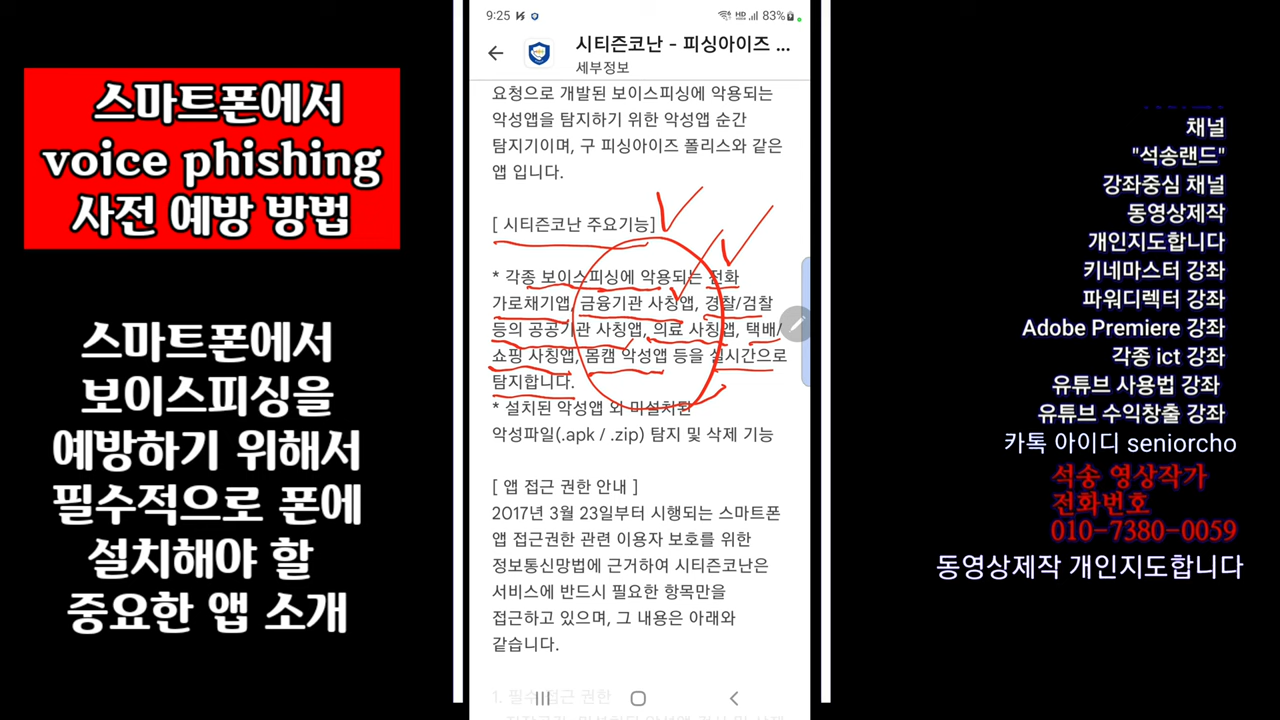 스마트폰에서
voice phishing
사전 예방 방법
스마트폰에서
보이스피싱을
예방하기 위해서
필수적으로 폰에
설치해야 할
중요한 앱 소개
9:25
83%
시티즌코난 - 피싱아이즈 ...
세부정보
요청으로 개발된 보이스피싱에 악용되는
악성앱을 탐지하기 위한 악성앱 순간
탐지기이며, 구 피싱아이즈 폴리스와 같은
앱 입니다.
[ 시티즌코난 주요기능]
* 각종 보이스피싱에 악용되는 전화
가로채기앱, 금융기관 사칭앱, 경찰/검찰
등의 공공기관 사칭앱, 의료 사칭앱, 택배/
쇼핑 사칭앱, 몸캠 악성앱 등을 실시간으로
탐지합니다.
* 설치된 악성앱 외 미설치된
악성파일(.apk / .zip) 탐지 및 삭제 기능
[ 앱 접근 권한 안내 ]
2017년 3월 23일부터 시행되는 스마트폰
앱 접근권한 관련 이용자 보호를 위한
정보통신망법에 근거하여 시티즌코난은
서비스에 반드시 필요한 항목만을
접근하고 있으며, 그 내용은 아래와
같습니다.
1. 필수 접근 권한
채널
"석송랜드"
강좌중심 채널
동영상제작
개인지도합니다
키네마스터 강좌
파워디렉터 강좌
Adobe Premiere 강좌
각종 ict 강좌
유튜브 사용법 강좌
유튜브 수익창출 강좌
카톡 아이디 seniorcho
석송 영상작가
전화번호
010-7380-0059
동영상제작 개인지도합니다